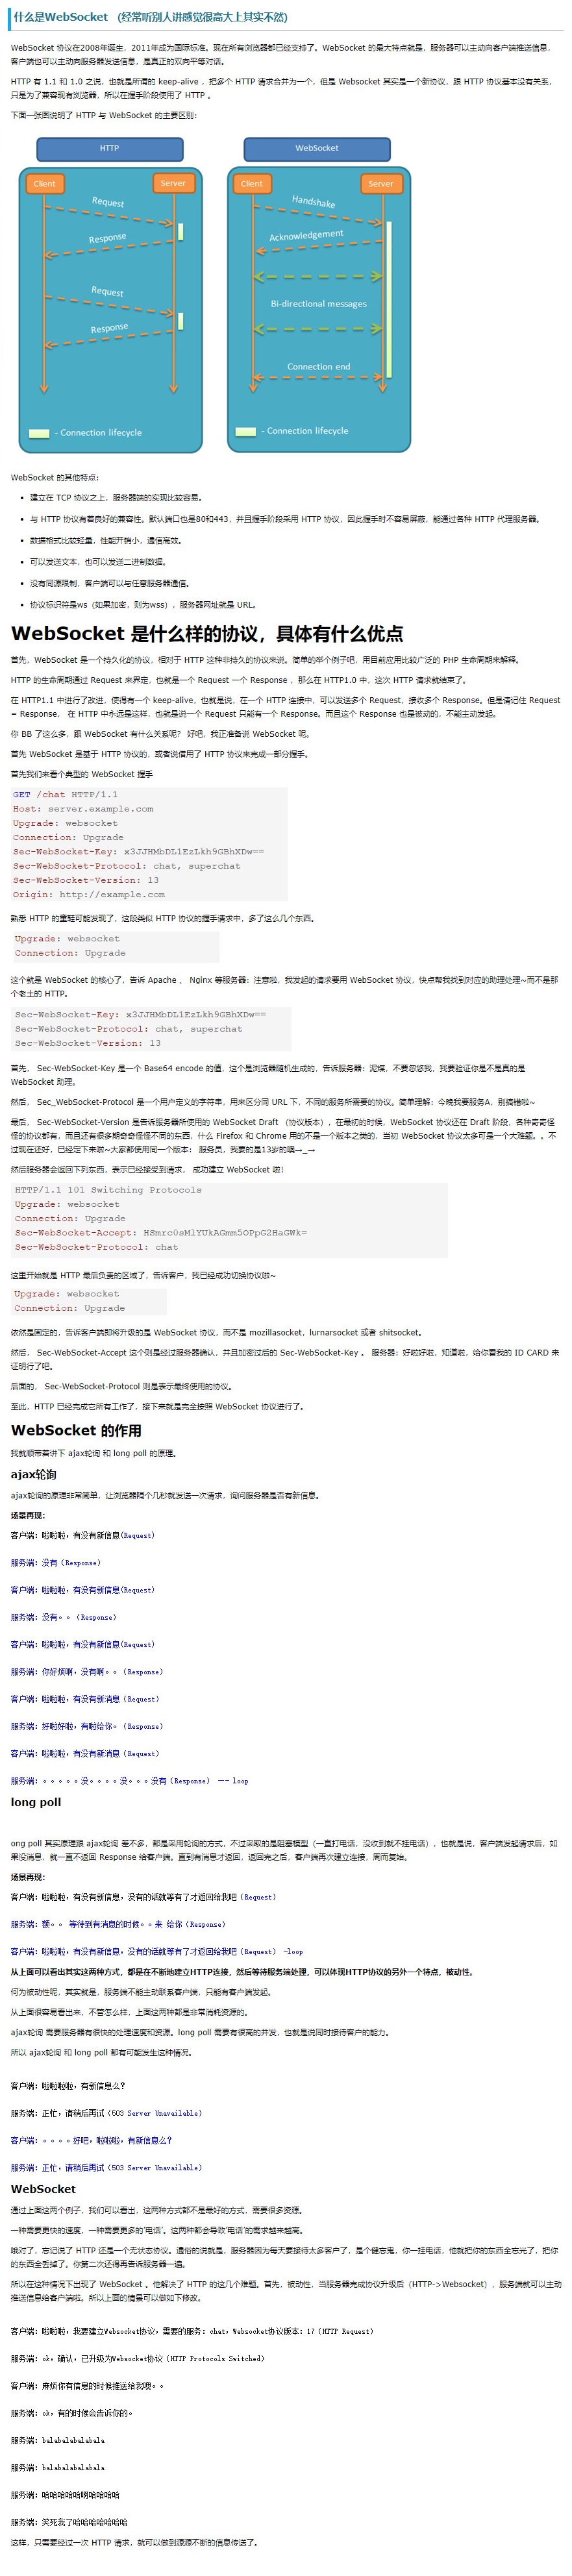 什么是WebSocket （经常听别人讲感觉很高大上其实不然）
WebSocket 协议在2008年诞生，2011年成为国际标准。现在所有浏览器都已经支持了。WebSocket 的最大特点就是，服务器可以主动向客户端推送信息，
客户端也可以主动向服务器发送信息，是真正的双向平等对话。
HTTP 有 1.1 和 1.0 之说，也就是所谓的 keep-alive ，把多个 HTTP 请求合并为一个，但是 Websocket 其实是一个新协议，跟 HTTP 协议基本没有关系，
只是为了兼容现有浏览器，所以在握手阶段使用了 HTTP 。
下面一张图说明了 HTTP 与 WebSocket 的主要区别：
HTTP
Client
Server
Request
Response
Request
Response
- Connection lifecycle
WebSocket
Client
Server
Handshake
Acknowledgement
Bi-directional messages
Connection end
- Connection lifecycle
WebSocket 的其他特点：
• 建立在 TCP 协议之上，服务器端的实现比较容易。
• 与 HTTP 协议有着良好的兼容性。默认端口也是80和443，并且握手阶段采用 HTTP 协议，因此握手时不容易屏蔽，能通过各种 HTTP 代理服务器。
• 数据格式比较轻量，性能开销小，通信高效。
• 可以发送文本，也可以发送二进制数据。
• 没有同源限制，客户端可以与任意服务器通信。
• 协议标识符是ws（如果加密，则为wss），服务器网址就是 URL。
WebSocket 是什么样的协议，具体有什么优点
首先，WebSocket 是一个持久化的协议，相对于 HTTP 这种非持久的协议来说。简单的举个例子吧，用目前应用比较广泛的 PHP 生命周期来解释。
HTTP 的生命周期通过 Request 来界定，也就是一个 Request 一个 Response ，那么在 HTTP1.0 中，这次 HTTP 请求就结束了。
在 HTTP1.1 中进行了改进，使得有一个 keep-alive，也就是说，在一个 HTTP 连接中，可以发送多个 Request，接收多个 Response。但是请记住 Request
= Response， 在 HTTP 中永远是这样，也就是说一个 Request 只能有一个 Response。而且这个 Response 也是被动的，不能主动发起。
你 BB 了这么多，跟 WebSocket 有什么关系呢？ 好吧，我正准备说 WebSocket 呢。
首先 WebSocket 是基于 HTTP 协议的，或者说借用了 HTTP 协议来完成一部分握手。
首先我们来看个典型的 WebSocket 握手
GET /chat HTTP/1.1
Host: server.example.com
Upgrade: websocket
Connection: Upgrade
Sec-WebSocket-Key: x3JJHMbDL1EzLkh9GBhXDw==
Sec-WebSocket-Protocol: chat, superchat
Sec-WebSocket-Version: 13
Origin: http://example.com
熟悉 HTTP 的童鞋可能发现了，这段类似 HTTP 协议的握手请求中，多了这么几个东西。
Upgrade: websocket
Connection: Upgrade
这个就是 WebSocket 的核心了，告诉 Apache 、 Nginx 等服务器：注意啦，我发起的请求要用 WebSocket 协议，快点帮我找到对应的助理处理~而不是那
个老土的 HTTP。
Sec-WebSocket-Key: x3JJHMbDL1EzLkh9GBhXDw==
Sec-WebSocket-Protocol: chat, superchat
Sec-WebSocket-Version: 13
首先， Sec-WebSocket-Key 是一个 Base64 encode 的值，这个是浏览器随机生成的，告诉服务器：泥煤，不要忽悠我，我要验证你是不是真的是
WebSocket 助理。
然后， Sec_WebSocket-Protocol 是一个用户定义的字符串，用来区分同 URL 下，不同的服务所需要的协议。简单理解：今晚我要服务A，别搞错啦~
最后， Sec-WebSocket-Version 是告诉服务器所使用的 WebSocket Draft （协议版本），在最初的时候，WebSocket 协议还在 Draft 阶段，各种奇奇怪
怪的协议都有，而且还有很多期奇奇怪怪不同的东西，什么 Firefox 和 Chrome 用的不是一个版本之类的，当初 WebSocket 协议太多可是一个大难题。。不
过现在还好，已经定下来啦~大家都使用同一个版本： 服务员，我要的是13岁的噢→_→
然后服务器会返回下列东西，表示已经接受到请求， 成功建立 WebSocket 啦！
HTTP/1.1 101 Switching Protocols
Upgrade: websocket
Connection: Upgrade
Sec-WebSocket-Accept: HSmrc0sMlYUkAGmm5OPpG2HaGWk=
Sec-WebSocket-Protocol: chat
这里开始就是 HTTP 最后负责的区域了，告诉客户，我已经成功切换协议啦~
Upgrade: websocket
Connection: Upgrade
依然是固定的，告诉客户端即将升级的是 WebSocket 协议，而不是 mozillasocket，lurnarsocket 或者 shitsocket。
然后， Sec-WebSocket-Accept 这个则是经过服务器确认，并且加密过后的 Sec-WebSocket-Key 。 服务器：好啦好啦，知道啦，给你看我的 ID CARD 来
证明行了吧。
后面的， Sec-WebSocket-Protocol 则是表示最终使用的协议。
至此，HTTP 已经完成它所有工作了，接下来就是完全按照 WebSocket 协议进行了。
WebSocket 的作用
我就顺带着讲下 ajax轮询 和 long poll 的原理。
ajax轮询
ajax轮询的原理非常简单，让浏览器隔个几秒就发送一次请求，询问服务器是否有新信息。
场景再现：
客户端：啦啦啦，有没有新信息(Request)
服务端：没有（Response）
客户端：啦啦啦，有没有新信息(Request)
服务端：没有。。（Response）
客户端：啦啦啦，有没有新信息(Request)
服务端：你好烦啊，没有啊。。（Response）
客户端：啦啦啦，有没有新消息（Request）
服务端：好啦好啦，有啦给你。（Response）
客户端：啦啦啦，有没有新消息（Request）
服务端：。。。。。没。。。。没。。。没有（Response） —- loop
long poll
ong poll 其实原理跟 ajax轮询 差不多，都是采用轮询的方式，不过采取的是阻塞模型（一直打电话，没收到就不挂电话），也就是说，客户端发起请求后，如
果没消息，就一直不返回 Response 给客户端。直到有消息才返回，返回完之后，客户端再次建立连接，周而复始。
场景再现：
客户端：啦啦啦，有没有新信息，没有的话就等有了才返回给我吧（Request）
服务端：额。。 等待到有消息的时候。。来 给你（Response）
客户端：啦啦啦，有没有新信息，没有的话就等有了才返回给我吧（Request） -loop
从上面可以看出其实这两种方式，都是在不断地建立HTTP连接，然后等待服务端处理，可以体现HTTP协议的另外一个特点，被动性。
何为被动性呢，其实就是，服务端不能主动联系客户端，只能有客户端发起。
从上面很容易看出来，不管怎么样，上面这两种都是非常消耗资源的。
ajax轮询 需要服务器有很快的处理速度和资源。long poll 需要有很高的并发，也就是说同时接待客户的能力。
所以 ajax轮询 和 long poll 都有可能发生这种情况。
客户端：啦啦啦啦，有新信息么？
服务端：正忙，请稍后再试（503 Server Unavailable）
客户端：。。。。好吧，啦啦啦，有新信息么？
服务端：正忙，请稍后再试（503 Server Unavailable）
WebSocket
通过上面这两个例子，我们可以看出，这两种方式都不是最好的方式，需要很多资源。
一种需要更快的速度，一种需要更多的'电话'。这两种都会导致'电话'的需求越来越高。
哦对了，忘记说了 HTTP 还是一个无状态协议。通俗的说就是，服务器因为每天要接待太多客户了，是个健忘鬼，你一挂电话，他就把你的东西全忘光了，把你
的东西全丢掉了。你第二次还得再告诉服务器一遍。
所以在这种情况下出现了 WebSocket 。他解决了 HTTP 的这几个难题。首先，被动性，当服务器完成协议升级后（HTTP->Websocket），服务端就可以主动
推送信息给客户端啦。所以上面的情景可以做如下修改。
客户端：啦啦啦，我要建立Websocket协议，需要的服务：chat，Websocket协议版本：17（HTTP Request）
服务端：ok，确认，已升级为Websocket协议（HTTP Protocols Switched）
客户端：麻烦你有信息的时候推送给我噢。。
服务端：ok，有的时候会告诉你的。
服务端：balabalabalabala
服务端：balabalabalabala
服务端：哈哈哈哈哈啊哈哈哈哈
服务端：笑死我了哈哈哈哈哈哈哈
这样，只需要经过一次 HTTP 请求，就可以做到源源不断的信息传送了。